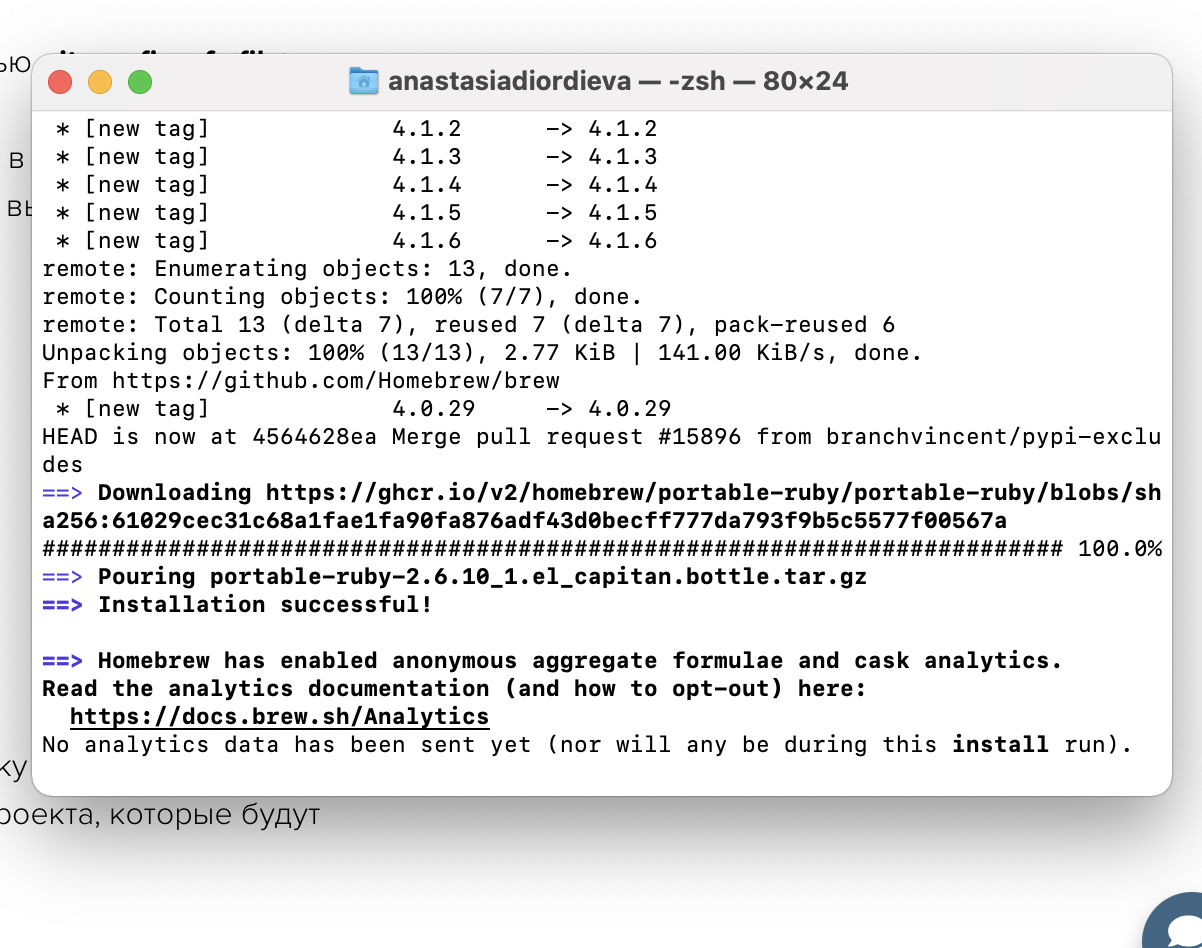 ью
anastasiadiordieva — -zsh — 80×24
* [new tag]             4.1.2      -> 4.1.2
в
* [new tag]             4.1.3      -> 4.1.3
* [new tag]             4.1.4      -> 4.1.4
вы
* [new tag]             4.1.5      -> 4.1.5
* [new tag]             4.1.6      -> 4.1.6
remote: Enumerating objects: 13, done.
remote: Counting objects: 100% (7/7), done.
remote: Total 13 (delta 7), reused 7 (delta 7), pack-reused 6
Unpacking objects: 100% (13/13), 2.77 KiB | 141.00 KiB/s, done.
From https://github.com/Homebrew/brew
* [new tag]             4.0.29     -> 4.0.29
HEAD is now at 4564628ea Merge pull request #15896 from branchvincent/pypi-exclu
des
==> Downloading https://ghcr.io/v2/homebrew/portable-ruby/portable-ruby/blobs/sh
a256:61029cec31c68a1fae1fa90fa876adf43d0becff777da793f9b5c5577f00567a
######################################################################### 100.0%
==> Pouring portable-ruby-2.6.10_1.el_capitan.bottle.tar.gz
==> Installation successful!
==> Homebrew has enabled anonymous aggregate formulae and cask analytics.
Read the analytics documentation (and how to opt-out) here:
https://docs.brew.sh/Analytics
No analytics data has been sent yet (nor will any be during this install run).
ку
роекта, которые будут